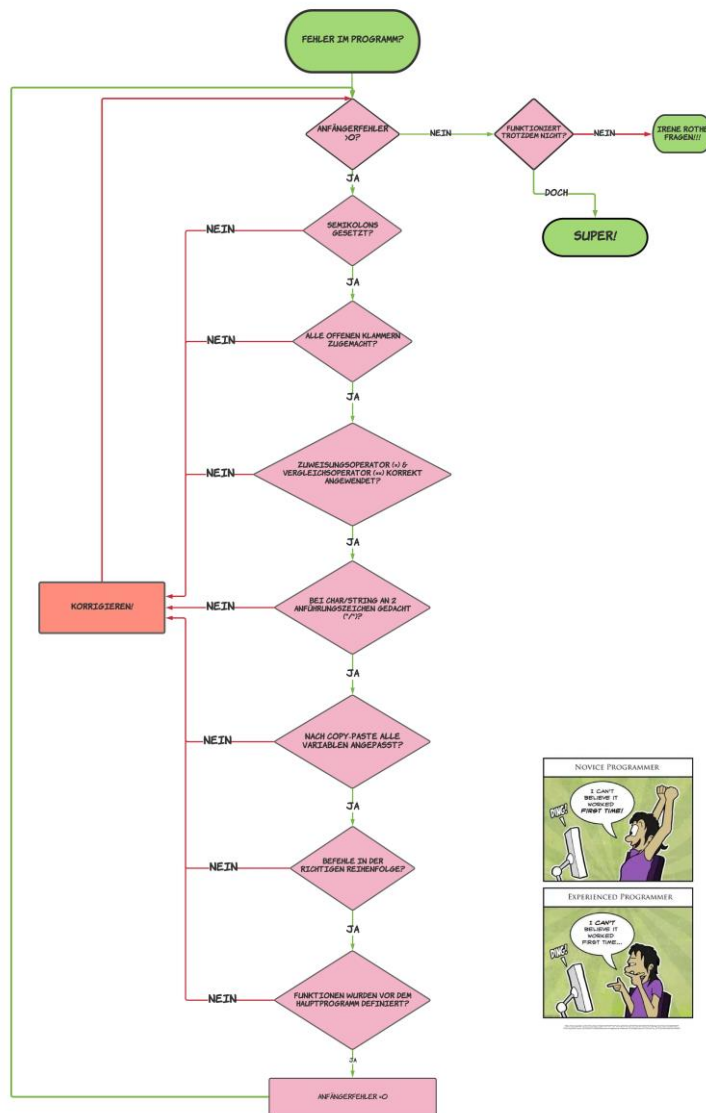 FEHLER IM PROGRAMM?
ANFÄNGERFEHLER
>0?
NEIN
FUNKTIONIERT
TROTZDEM NICHT?
NEIN
IRENE ROTHE
FRAGEN!!!
JA
DOCH
SUPER!
NEIN
SEMIKOLONS
GESETZT?
JA
NEIN
ALLE OFFENEN KLAMMERN
ZUGEMACHT?
JA
NEIN
ZUWEISUNGSOPERATOR (=) &
VERGLEICHSOPERATOR (==) KORREKT
ANGEWENDET?
JA
KORRIGIEREN!
NEIN
BEI CHAR/STRING AN 2
ANFÜHRUNGSZEICHEN GEDACHT
("/")?
JA
NEIN
NACH COPY-PASTE ALLE
VARIABLEN ANGEPASST?
JA
NEIN
BEFEHLE IN DER
RICHTIGEN REIHENFOLGE?
JA
NEIN
FUNKTIONEN WURDEN VOR DEM
HAUPTPROGRAMM DEFINIERT?
JA
ANFÄNGERFEHLER =0
NOVICE PROGRAMMER
I CAN'T
BELIEVE IT
WORKED
FIRST TIME!
DING!
EXPERIENCED PROGRAMMER
I CAN'T
BELIEVE IT
WORKED
FIRST TIME...
DING!